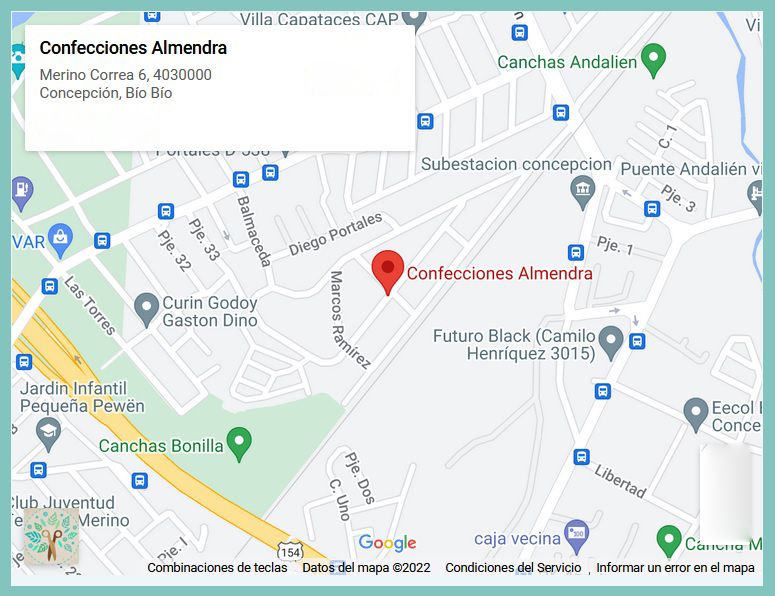 Villa Capataces CAP
Vi
Confecciones Almendra
Merino Correa 6, 4030000
Concepción, Bío Bío
Canchas Andalien
C. 1
Portales D-538
Subestacion concepcion
Puente Andalién vi
Pje. 3
Balmaceda
Pje. 33
Pje. 32
Diego Portales
VAR
Pje. 1
Las Torres
Confecciones Almendra
Marcos Ramírez
Curin Godoy
Gaston Dino
Futuro Black (Camilo
Henríquez 3015)
Jardin Infantil
Pequeña Pewën
Eecol E
Conce
Canchas Bonilla
Pje. Dos
C. Uno
Libertad
Club Juventud
Merino
caja vecina
Cancha M
Pje. I
154
Google
Combinaciones de teclas
Datos del mapa ©2022
Condiciones del Servicio
Informar un error en el mapa